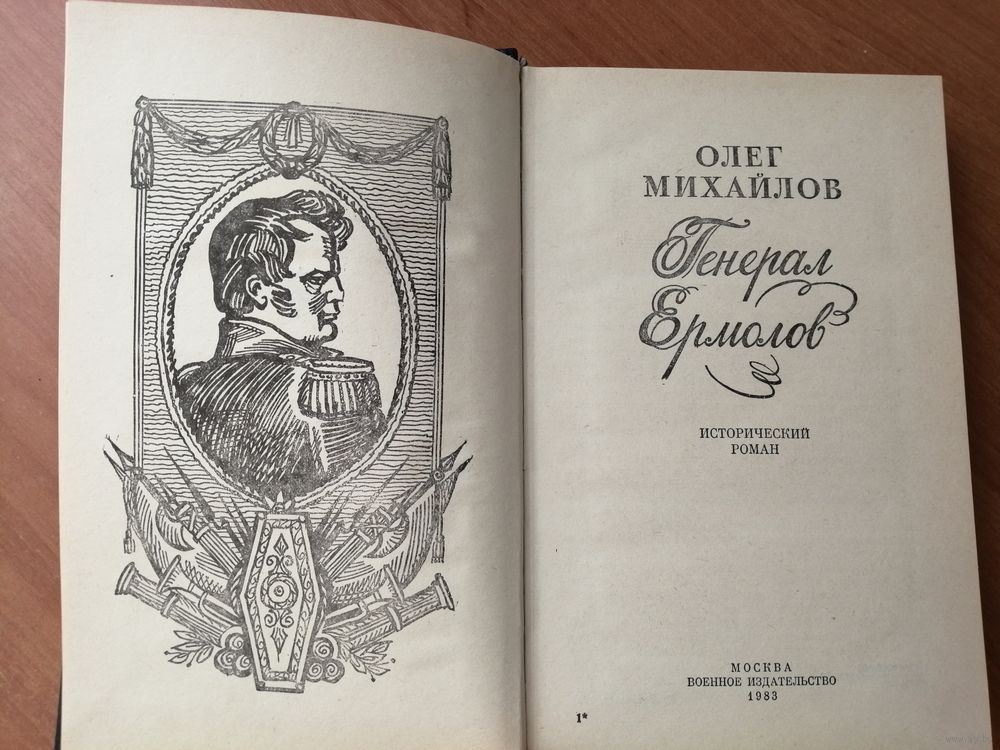 ОЛЕГ
МИХАЙЛОВ
Генерал
Ермолов
ИСТОРИЧЕСКИЙ
РОМАН
МОСКВА
ВОЕННОЕ ИЗДАТЕЛЬСТВО
1983
1*